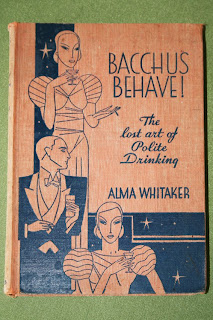 BACCHUS
BEHAVE!
The
lost art of
Polite
Drinking
ALMA WHITAKER